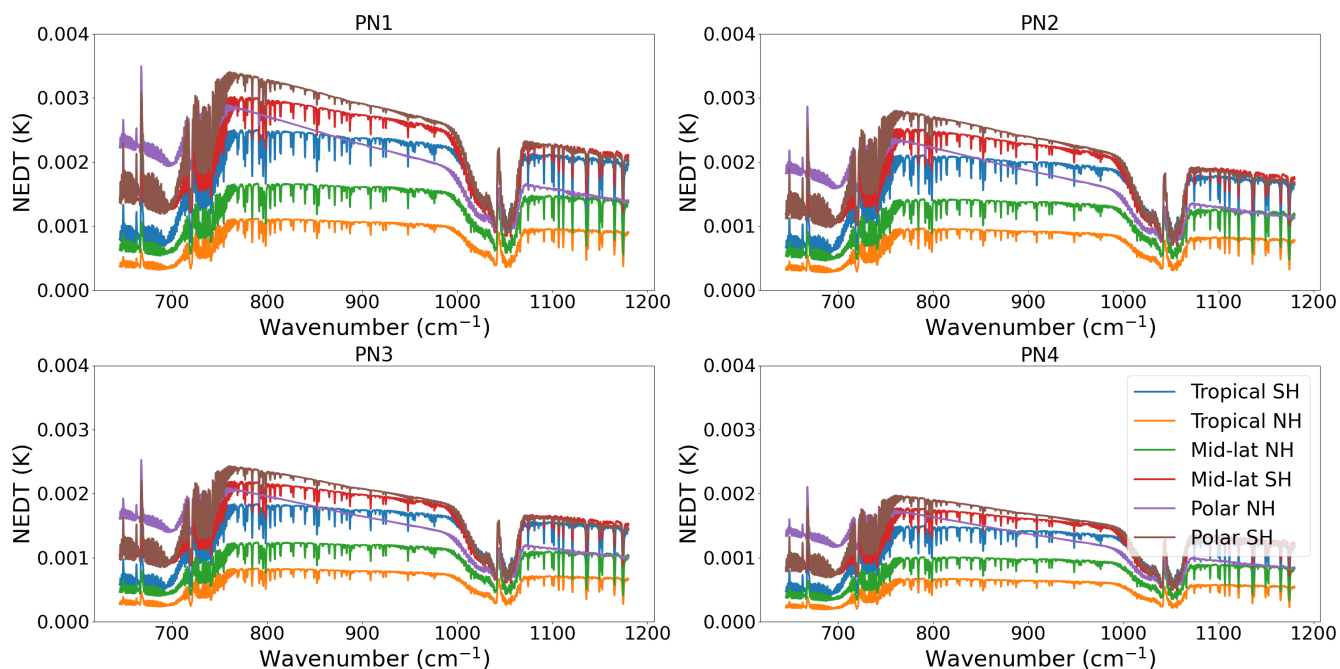 PN1
0.004
0.003
0.002
0.001
0.000
NEDT (K)
700 800 900 1000 1100 1200
Wavenumber (cm⁻¹)
PN2
0.004
0.003
0.002
0.001
0.000
NEDT (K)
700 800 900 1000 1100 1200
Wavenumber (cm⁻¹)
PN3
0.004
0.003
0.002
0.001
0.000
NEDT (K)
700 800 900 1000 1100 1200
Wavenumber (cm⁻¹)
PN4
0.004
0.003
0.002
0.001
0.000
NEDT (K)
Tropical SH
Tropical NH
Mid-lat NH
Mid-lat SH
Polar NH
Polar SH
700 800 900 1000 1100 1200
Wavenumber (cm⁻¹)